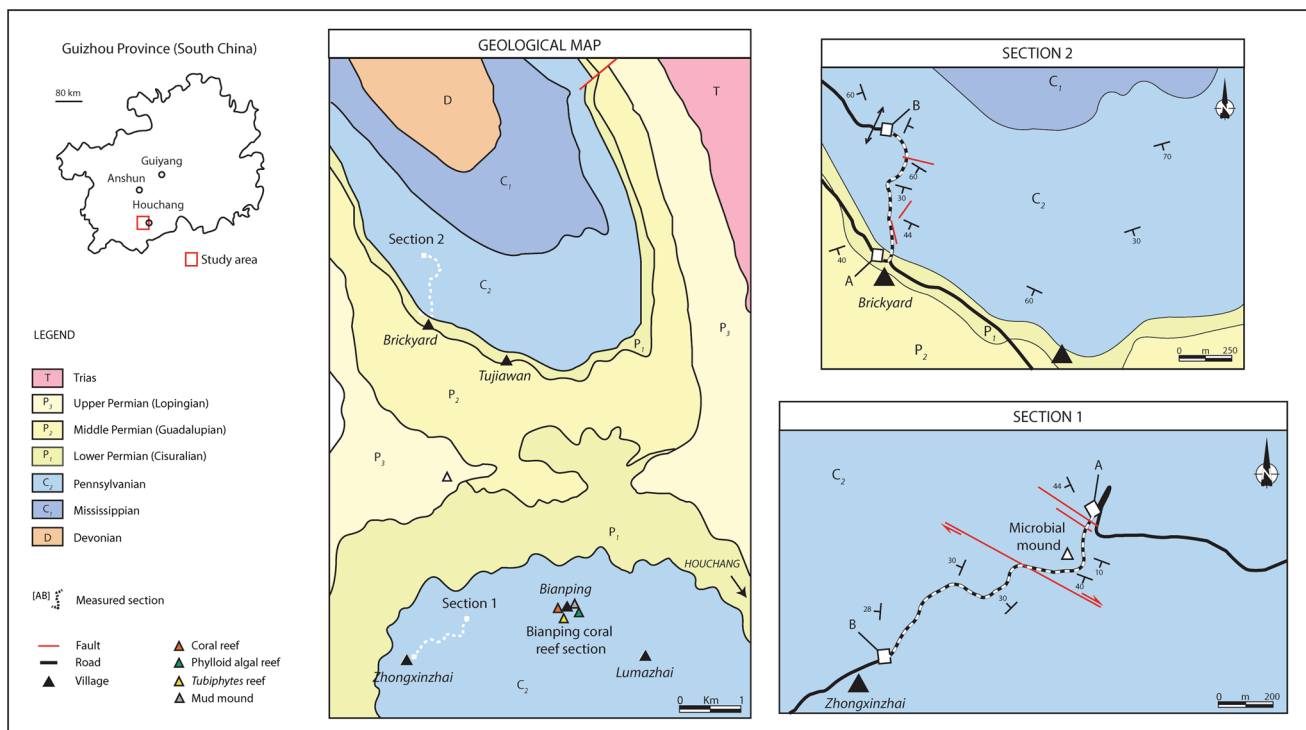 Guizhou Province (South China)
80 km
Guiyang
Anshun
Houchang
Study area
LEGEND
T Trias
P3 Upper Permian (Lopingian)
P2 Middle Permian (Guadalupian)
P1 Lower Permian (Cisuralian)
C2 Pennsylvanian
C1 Mississippian
D Devonian
[AB] Measured section
Fault
Road
Village
Coral reef
Phylloid algal reef
Tubiphytes reef
Mud mound
GEOLOGICAL MAP
D
T
C1
Section 2
C2
P3
Brickyard
P1
Tujiawan
P2
P3
P1
HOUCHANG
Bianping
Section 1
Bianping coral
reef section
Zhongxinzhai
Lumazhai
C2
0 Km 1
SECTION 2
C1
60
B
N
70
60
30
C2
44
30
40
A
60
Brickyard
P1
P2
0 m 250
SECTION 1
C2
A
44
N
Microbial
mound
30
10
40
30
28
B
Zhongxinzhai
0 m 200